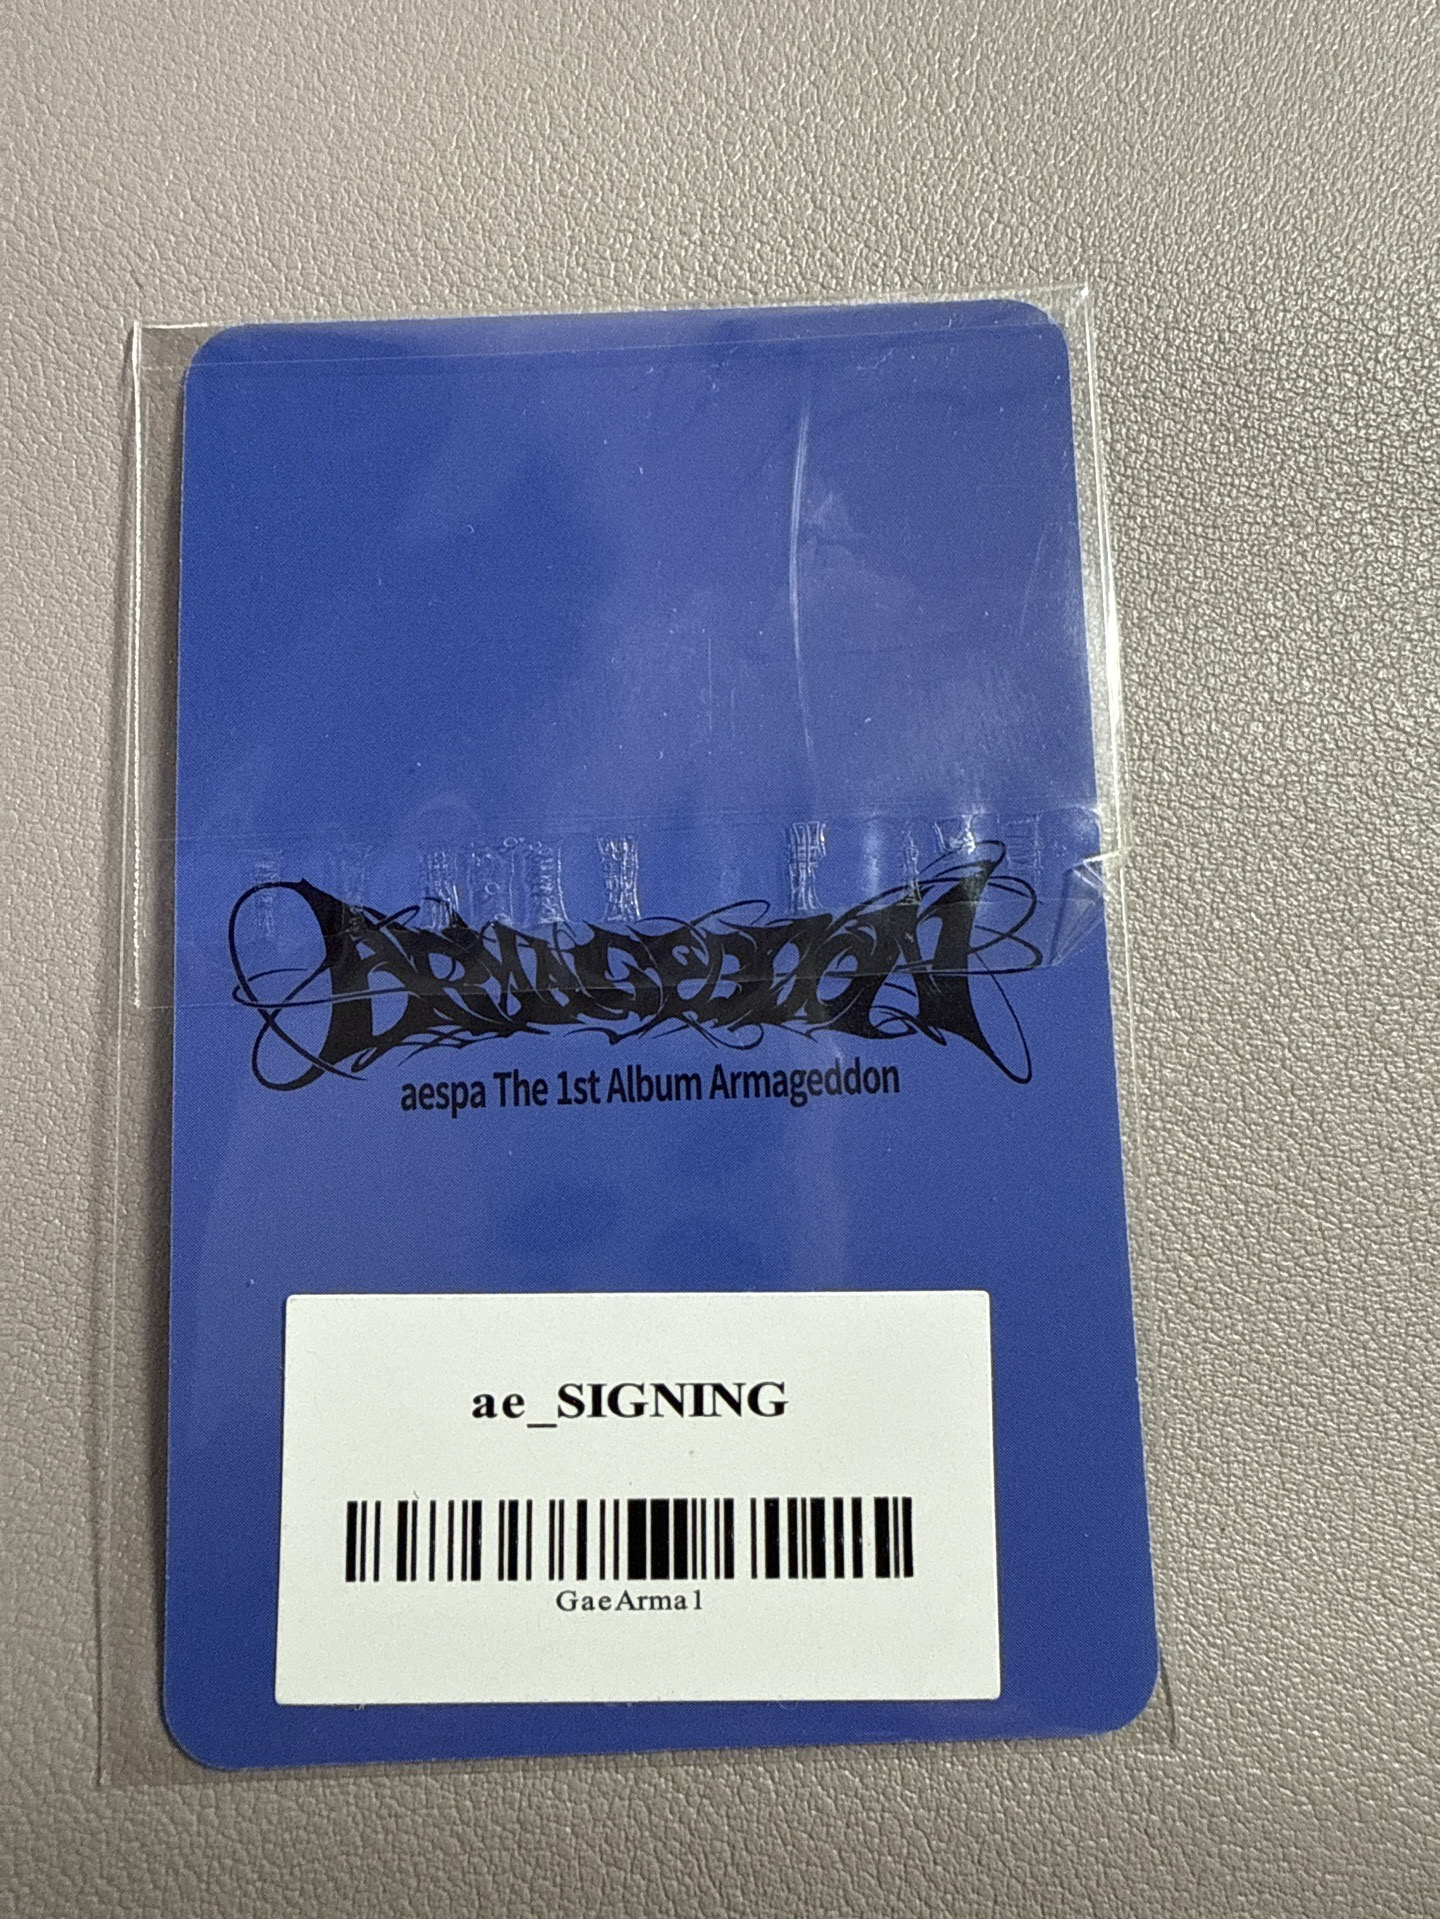 ARMAGEDDON
aespa The 1st Album Armageddon
ae_SIGNING
GaeArma1